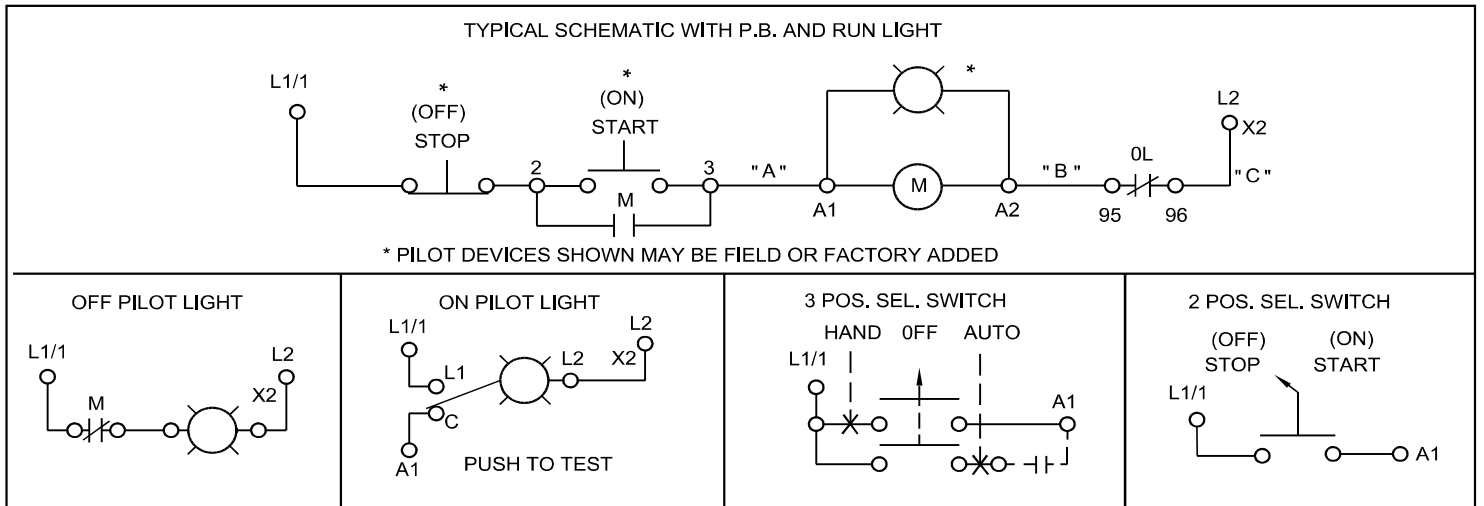 TYPICAL SCHEMATIC WITH P.B. AND RUN LIGHT
L1/1
*
(OFF)
STOP
*
(ON)
START
*
L2
X2
2
3
"A"
M
"B"
0L
"C"
M
A1
A2
95
96
* PILOT DEVICES SHOWN MAY BE FIELD OR FACTORY ADDED
OFF PILOT LIGHT
L1/1
L2
M
X2
ON PILOT LIGHT
L1/1
L2
L1
L2
X2
C
A1
PUSH TO TEST
3 POS. SEL. SWITCH
HAND 0FF AUTO
L1/1
A1
2 POS. SEL. SWITCH
(OFF)
STOP
(ON)
START
L1/1
A1